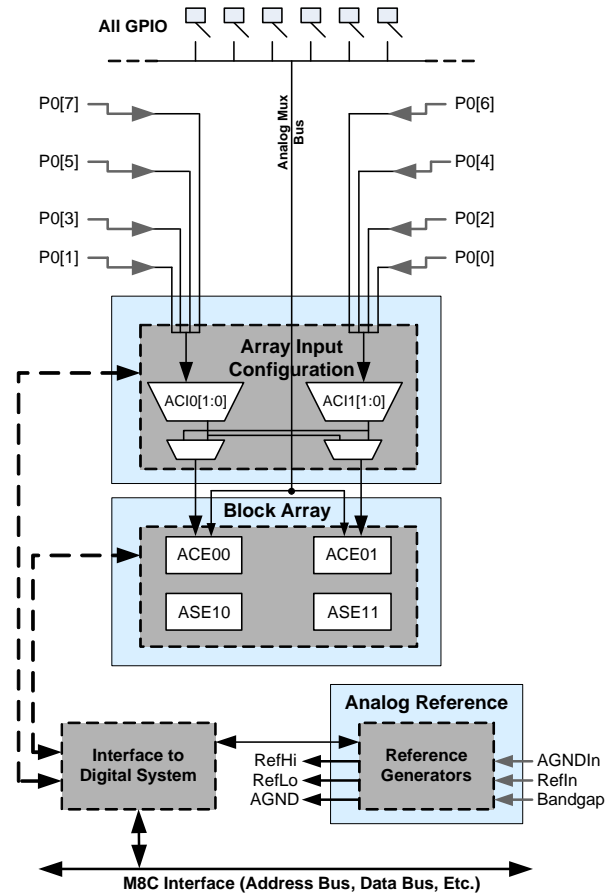 All GPIO
P0[7]
P0[6]
Analog Mux
Bus
P0[5]
P0[4]
P0[3]
P0[2]
P0[1]
P0[0]
Array Input
Configuration
ACI0[1:0]
ACI1[1:0]
Block Array
ACE00
ACE01
ASE10
ASE11
Analog Reference
Interface to
Digital System
RefHi
RefLo
AGND
Reference
Generators
AGNDIn
RefIn
Bandgap
M8C Interface (Address Bus, Data Bus, Etc.)